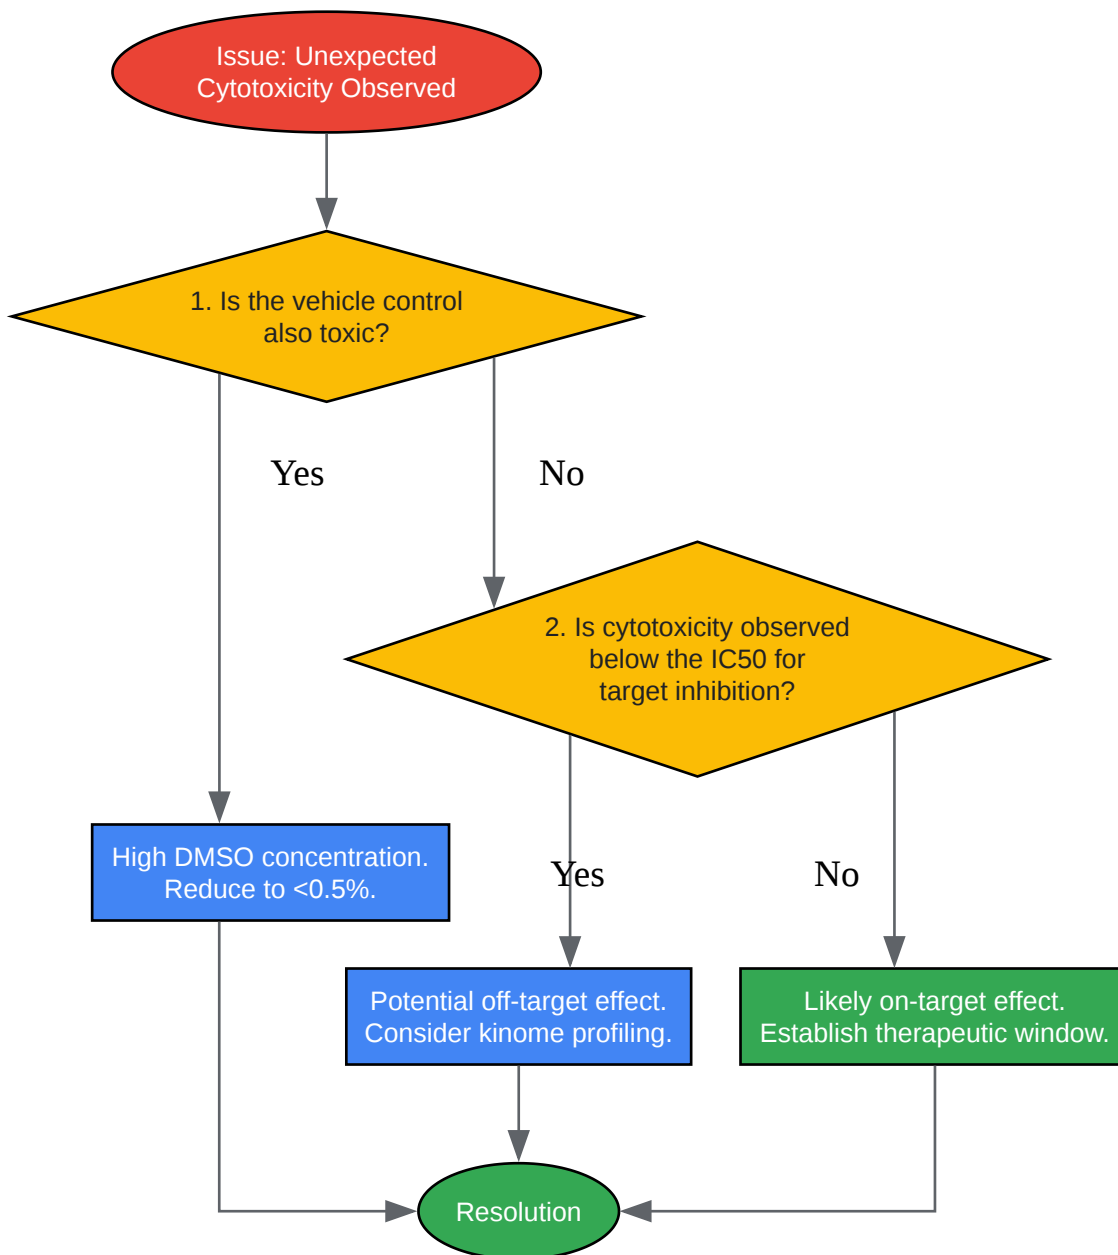 Issue: Unexpected
Cytotoxicity Observed
1. Is the vehicle control
also toxic?
Yes
No
2. Is cytotoxicity observed
below the IC50 for
target inhibition?
High DMSO concentration.
Reduce to <0.5%.
Yes
No
Potential off-target effect.
Consider kinome profiling.
Likely on-target effect.
Establish therapeutic window.
Resolution